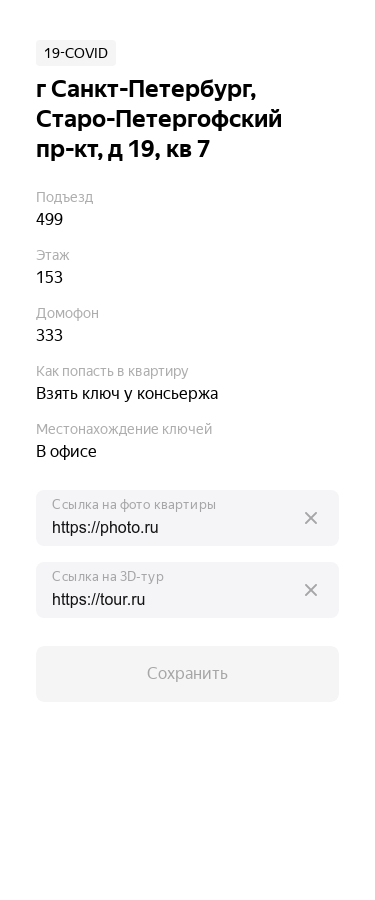 19-COVID
г Санкт-Петербург,
Старо-Петергофский
пр-кт, д 19, кв 7
Подъезд
499
Этаж
153
Домофон
333
Как попасть в квартиру
Взять ключ у консьержа
Местонахождение ключей
В офисе
Ссылка на фото квартиры
https://photo.ru
Ссылка на 3D-тур
https://tour.ru
Сохранить